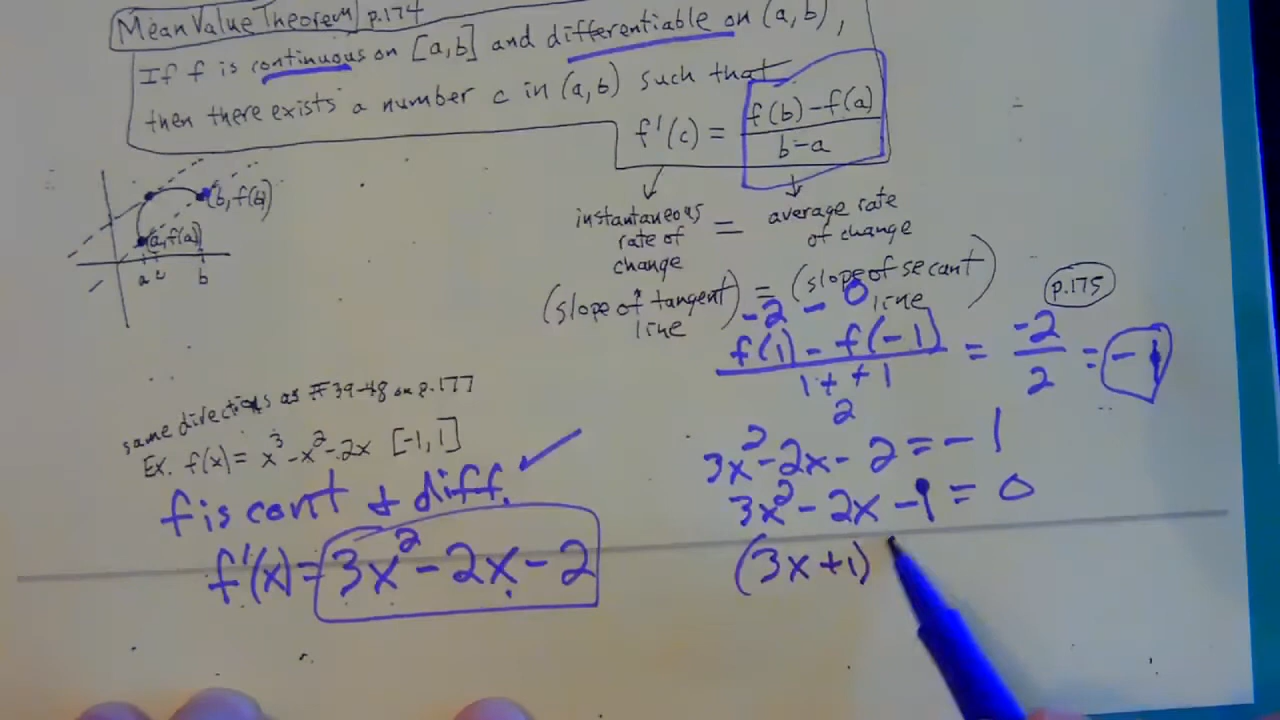 Mean Value Theorem p.174
If f is continuous on [a,b] and differentiable on (a,b),
then there exists a number c in (a,b) such that
f'(c) = f(b) - f(a) / b - a
(b, f(b))
(a, f(a))
a c b
instantaneous rate of change = average rate of change
(slope of tangent line) = (slope of secant line)
p.175
-2 - 0
f(1) - f(-1) / 1 + + 1 = -2 / 2 = -1
2
same directions as #39-48 on p.177
Ex. f(x) = x³ - x² - 2x [-1, 1]
f is cont & diff. ✓
f'(x) = 3x² - 2x - 2
3x² - 2x - 2 = -1
3x² - 2x - 1 = 0
(3x + 1)